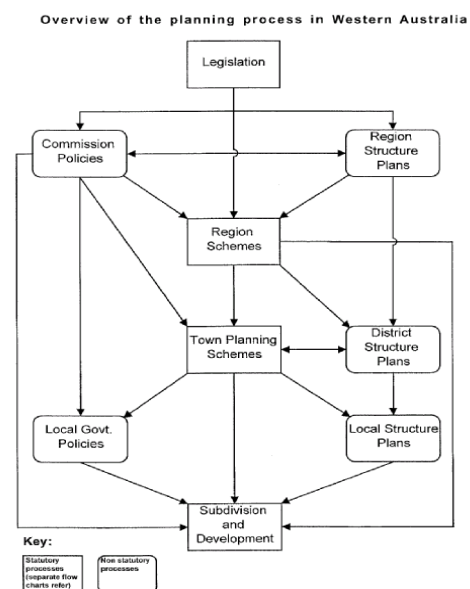 Overview of the planning process in Western Australia
Legislation
Commission
Policies
Region
Structure
Plans
Region
Schemes
Town Planning
Schemes
District
Structure
Plans
Local Govt.
Policies
Local Structure
Plans
Subdivision
and
Development
Key:
Statutory
processes
(separate flow
charts refer)
Non statutory
processes